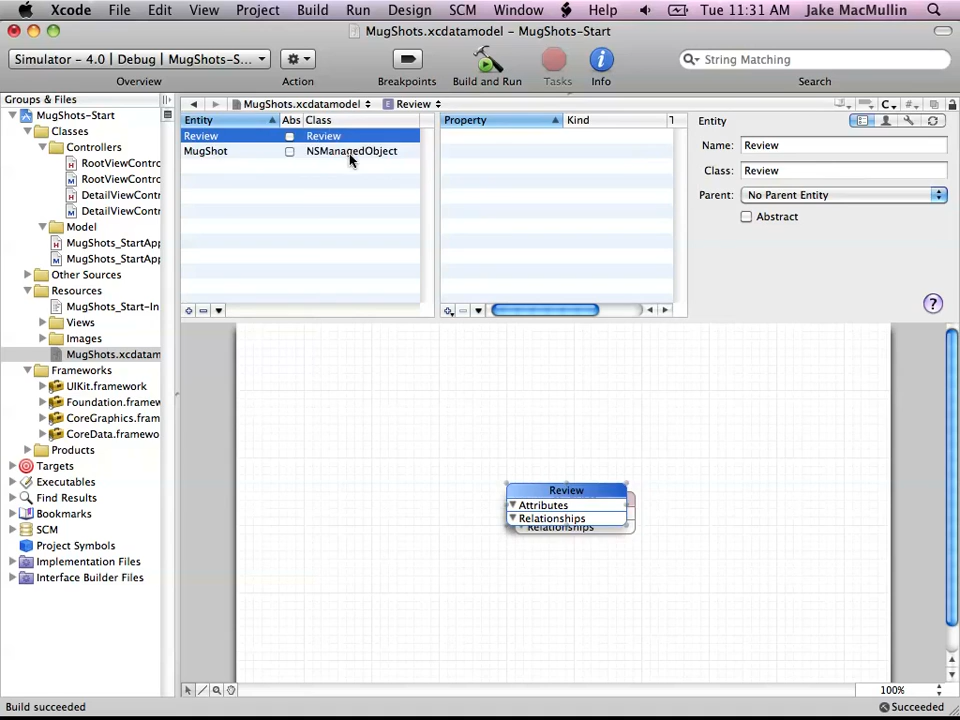 Xcode File Edit View Project Build Run Design SCM Window Help Tue 11:31 AM Jake MacMullin
MugShots.xcdatamodel – MugShots-Start
Simulator - 4.0 | Debug | MugShots-S... String Matching
Overview Action Breakpoints Build and Run Tasks Info Search
Groups & Files
MugShots-Start
Classes
Controllers
RootViewContro
RootViewContro
DetailViewContr
DetailViewContr
Model
MugShots_StartApp
MugShots_StartApp
Other Sources
Resources
MugShots_Start-In
Views
Images
MugShots.xcdatam
Frameworks
UIKit.framework
Foundation.framew
CoreGraphics.fram
CoreData.framewo
Products
Targets
Executables
Find Results
Bookmarks
SCM
Project Symbols
Implementation Files
Interface Builder Files
MugShots.xcdatamodel Review C #
Entity Abs Class
Review Review
MugShot NSManagedObject
Property Kind T
Entity
Name: Review
Class: Review
Parent: No Parent Entity
Abstract
?
Review
Attributes
Relationships
Relationships
100%
Build succeeded Succeeded